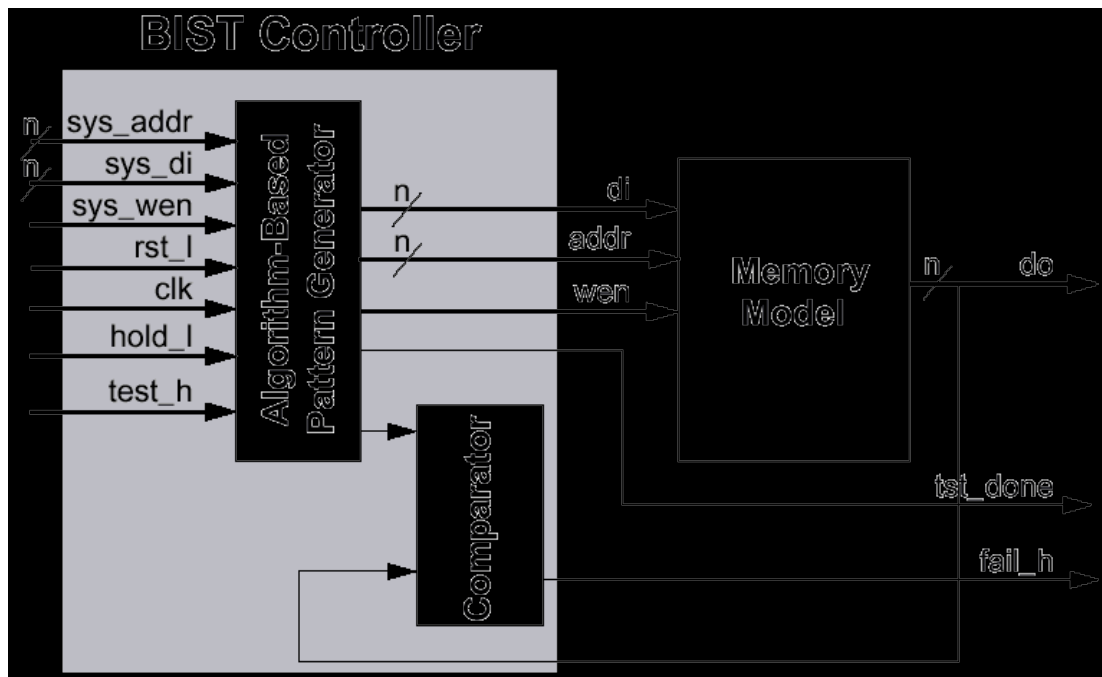 BIST Controller
n
sys_addr
n
sys_di
sys_wen
rst_l
clk
hold_l
test_h
Algorithm-Based
Pattern Generator
n
di
n
addr
wen
Memory
Model
n
do
Comparator
tst_done
fail_h